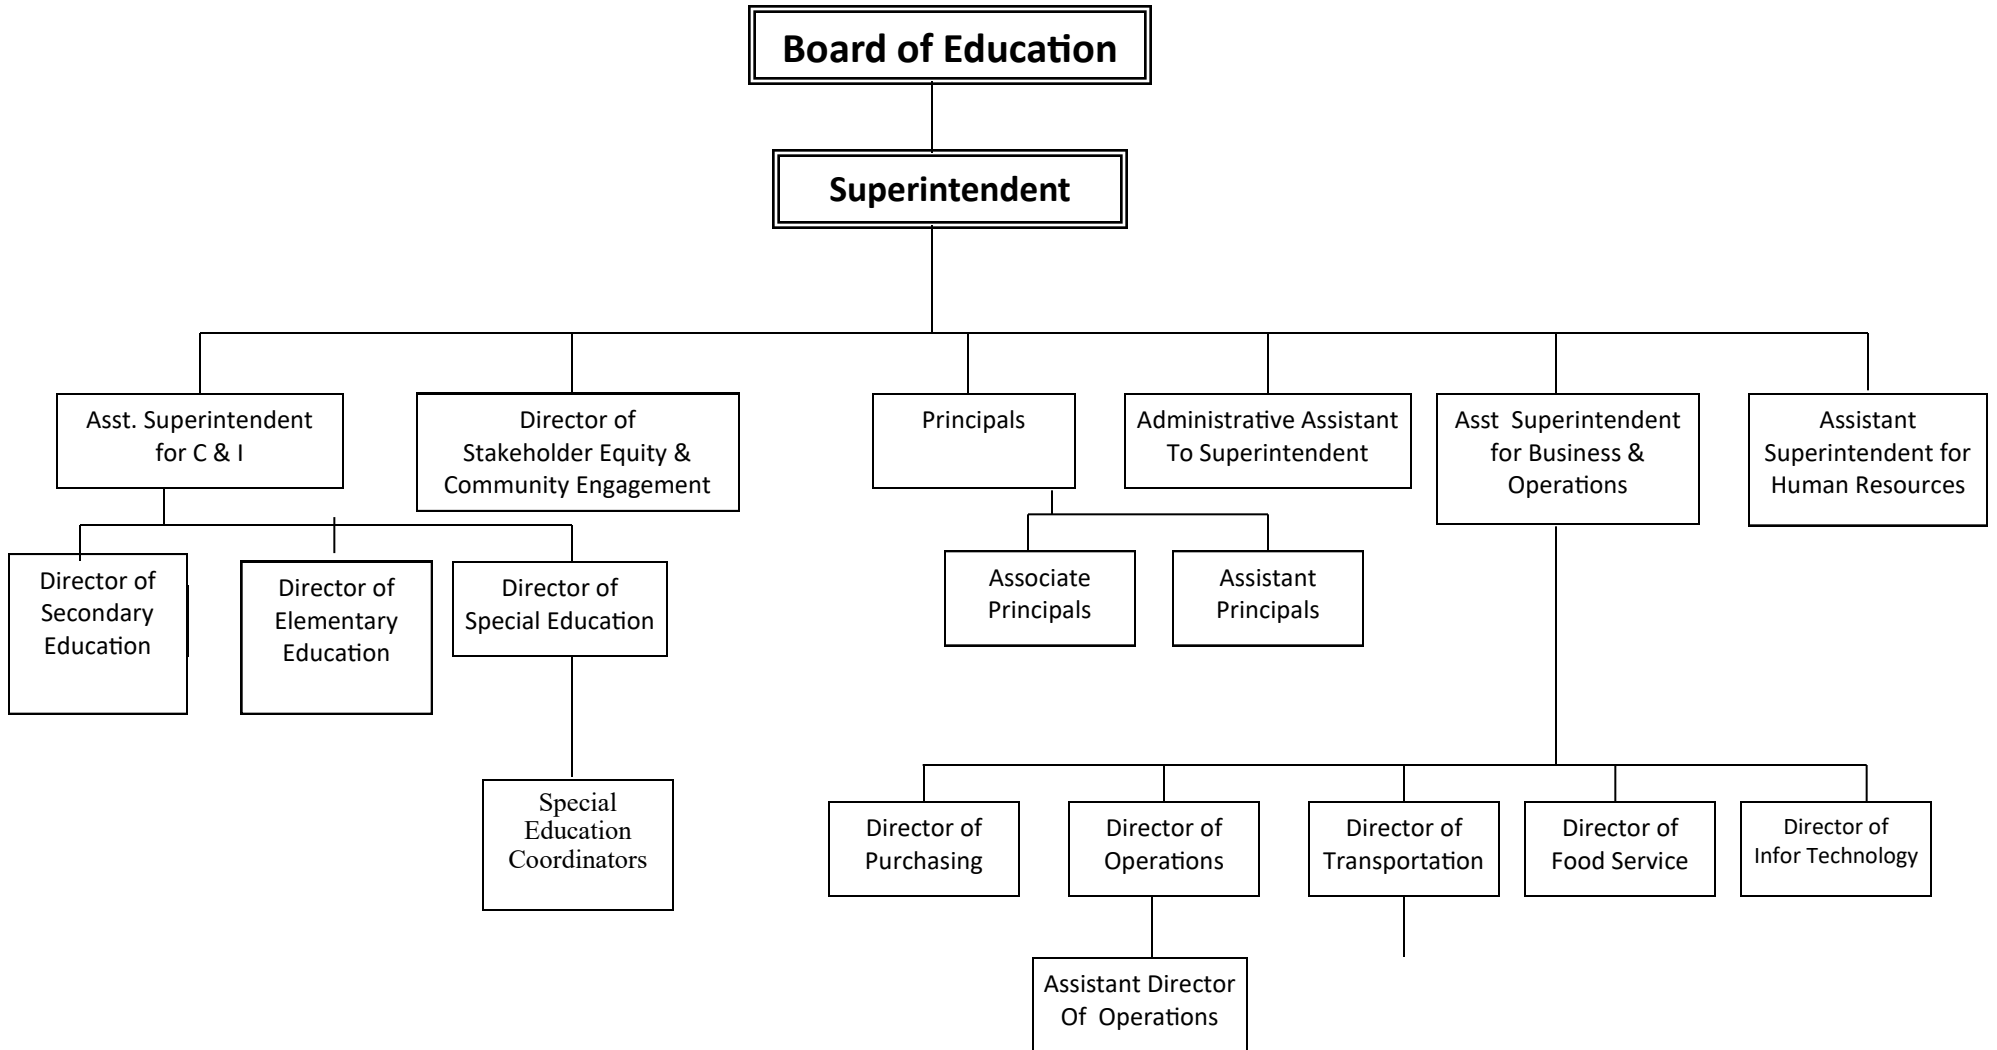 Board of Education
Superintendent
Asst. Superintendent
for C & I
Director of
Stakeholder Equity &
Community Engagement
Principals
Administrative Assistant
To Superintendent
Asst  Superintendent
for Business &
Operations
Assistant
Superintendent for
Human Resources
Director of
Secondary
Education
Director of
Elementary
Education
Director of
Special Education
Associate
Principals
Assistant
Principals
Special
Education
Coordinators
Director of
Purchasing
Director of
Operations
Director of
Transportation
Director of
Food Service
Director of
Infor Technology
Assistant Director
Of  Operations